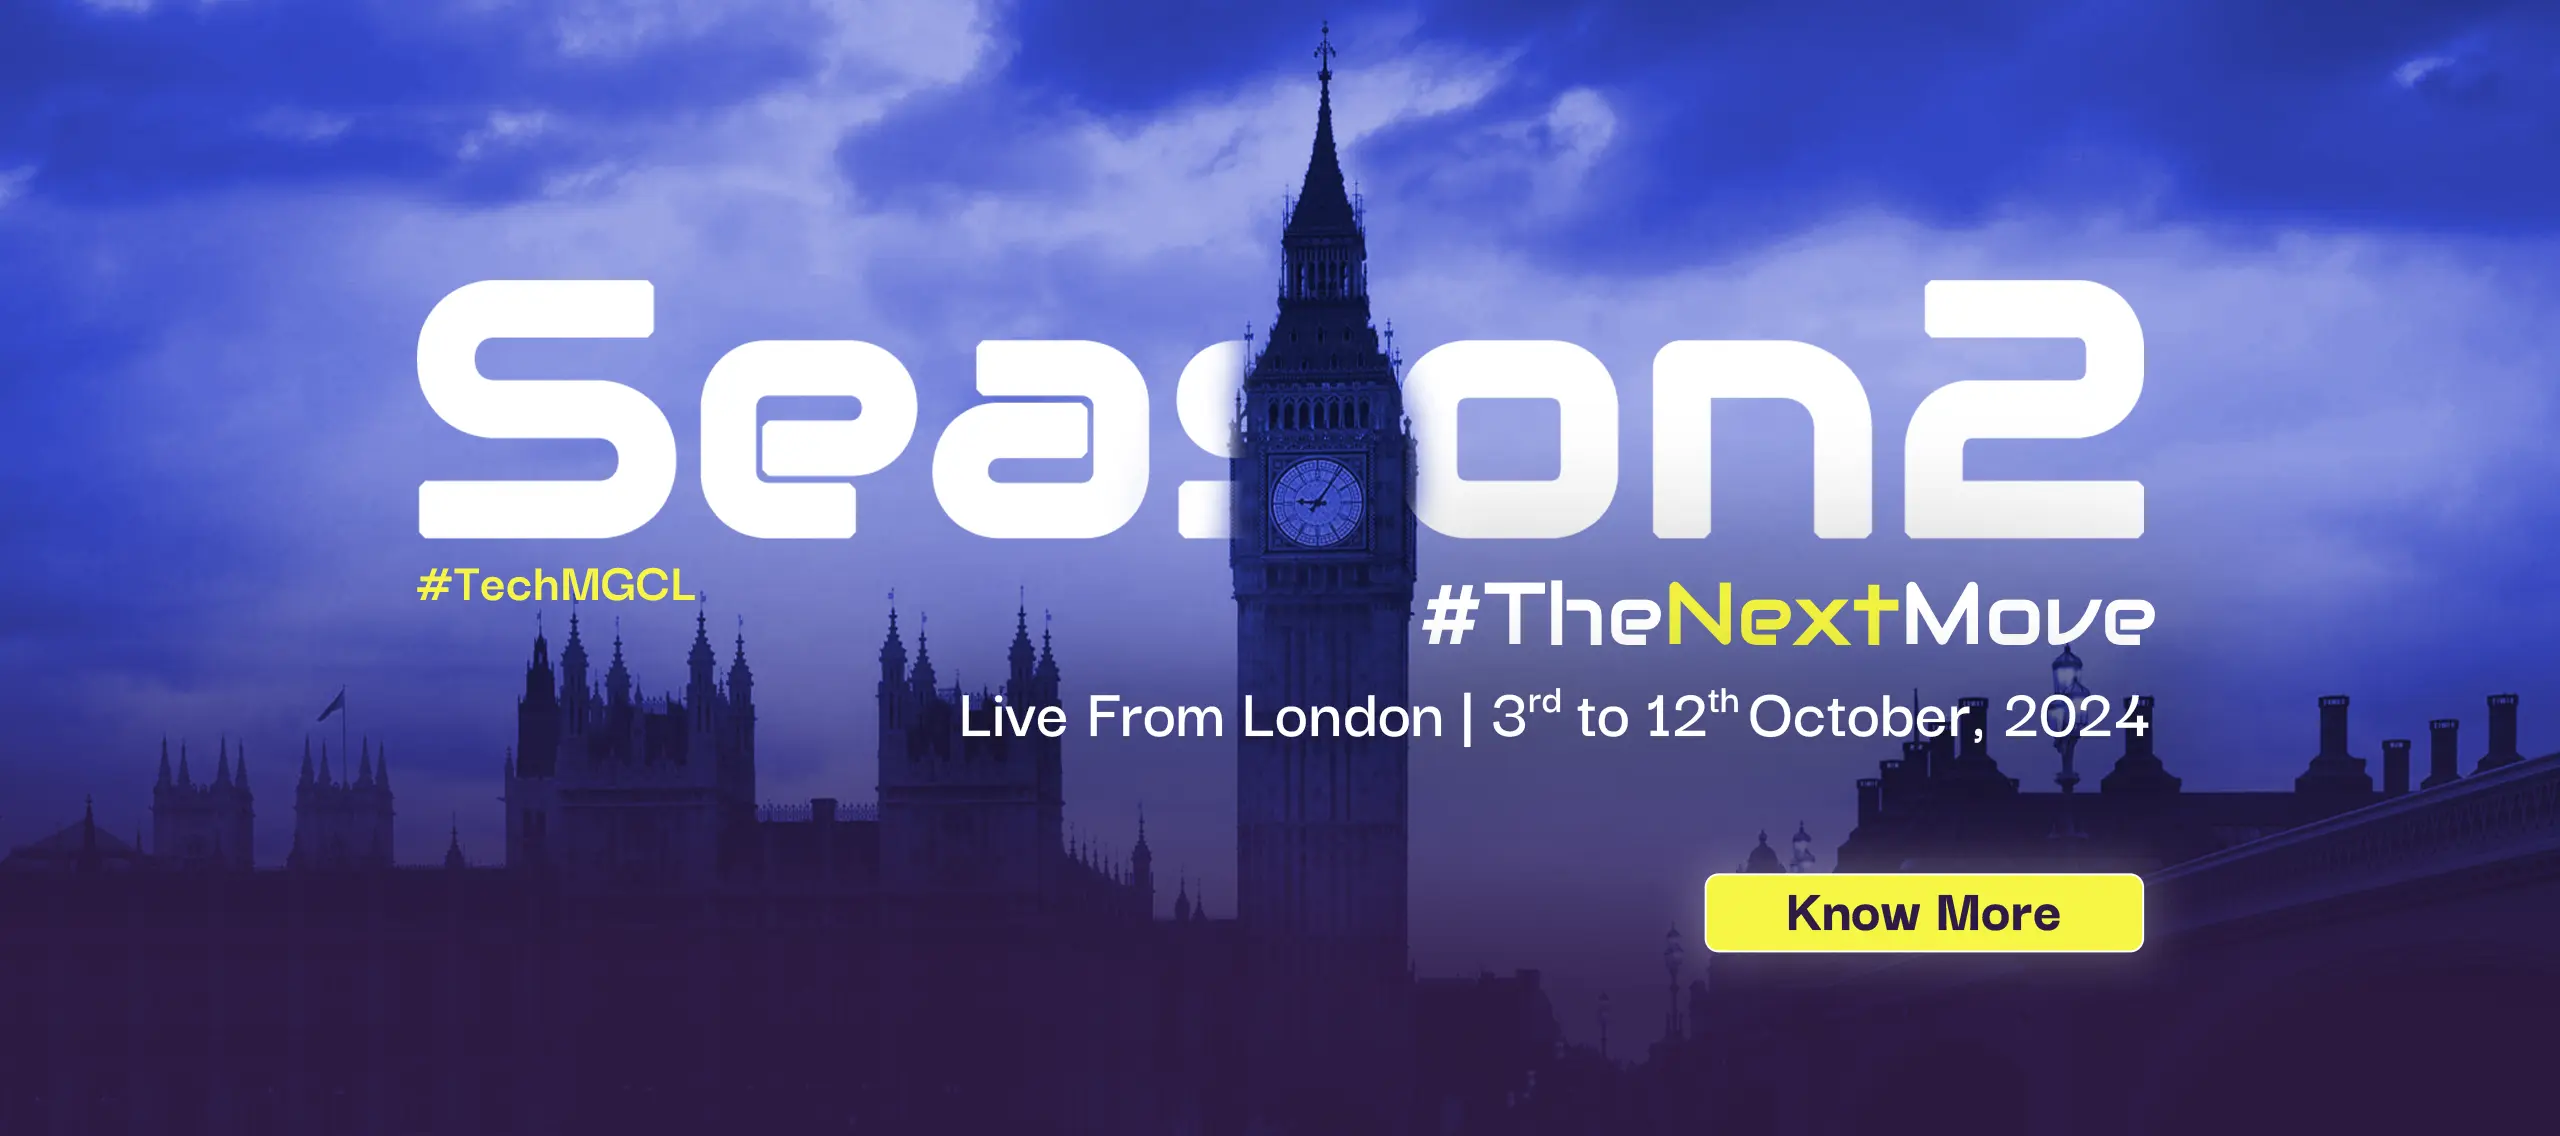 Season2
#TechMGCL
#TheNextMove
Live From London | 3rd to 12th October, 2024
Know More